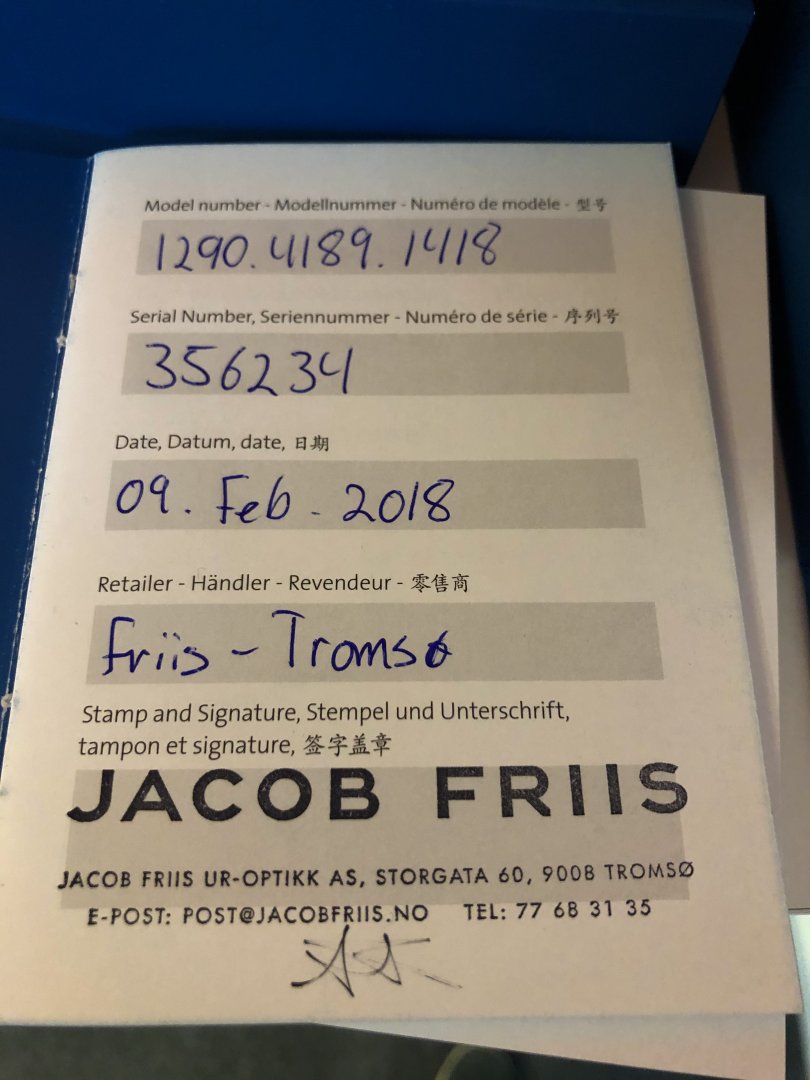 Model number - Modellnummer - Numéro de modèle - 型号
1290.4189.1418
Serial Number, Seriennummer - Numéro de série - 序列号
356234
Date, Datum, date, 日期
09. Feb. 2018
Retailer - Händler - Revendeur - 零售商
Friis - Tromsø
Stamp and Signature, Stempel und Unterschrift,
tampon et signature, 签字盖章
JACOB FRIIS
JACOB FRIIS UR-OPTIKK AS, STORGATA 60, 9008 TROMSØ
E-POST: POST@JACOBFRIIS.NO TEL: 77 68 31 35